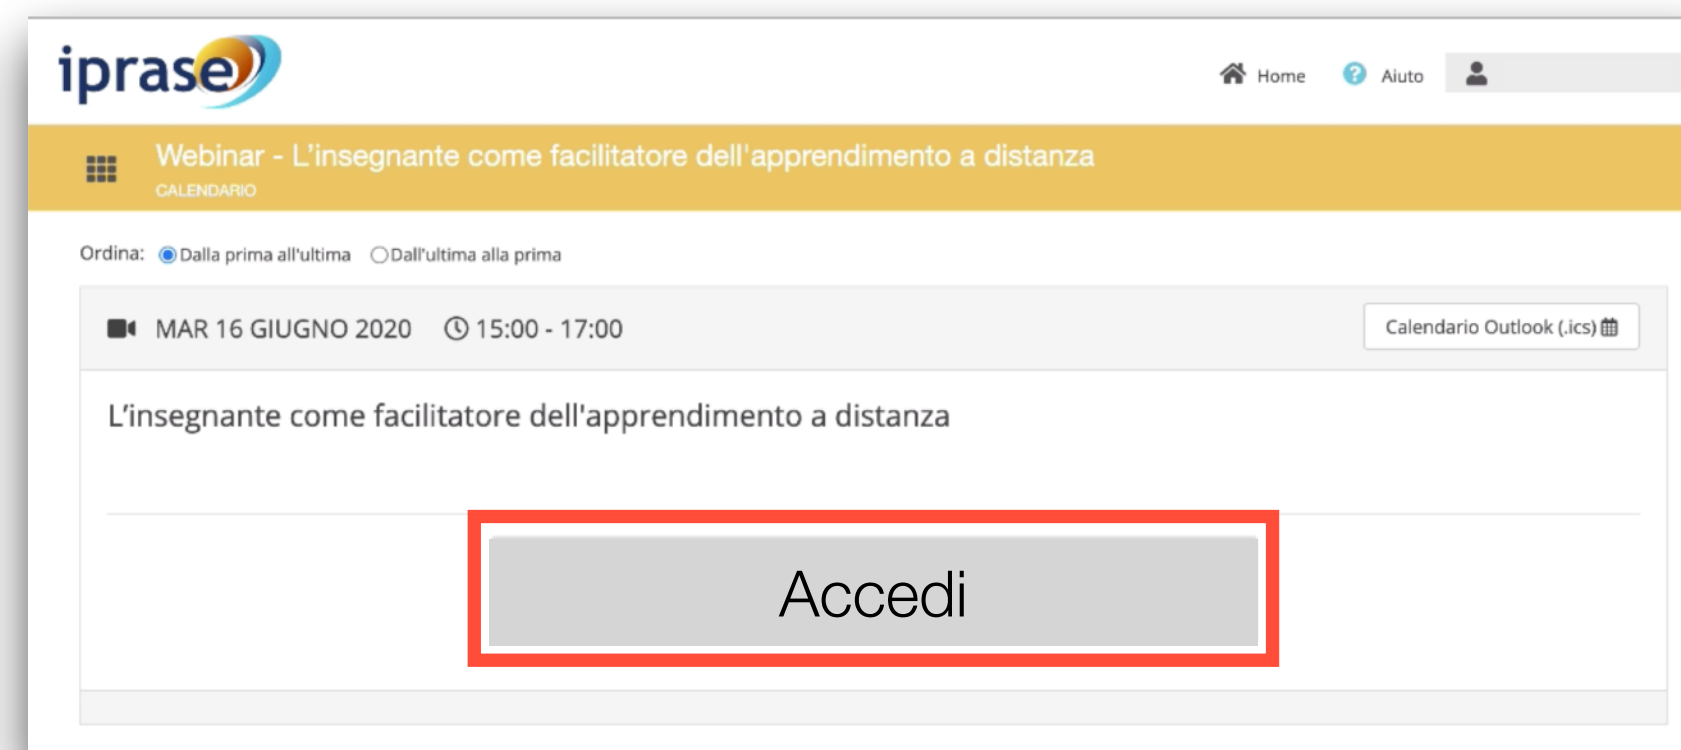 iprase
Home Aiuto
Webinar - L'insegnante come facilitatore dell'apprendimento a distanza
CALENDARIO
Ordina: Dalla prima all'ultima Dall'ultima alla prima
MAR 16 GIUGNO 2020 15:00 - 17:00 Calendario Outlook (.ics)
L'insegnante come facilitatore dell'apprendimento a distanza
Accedi